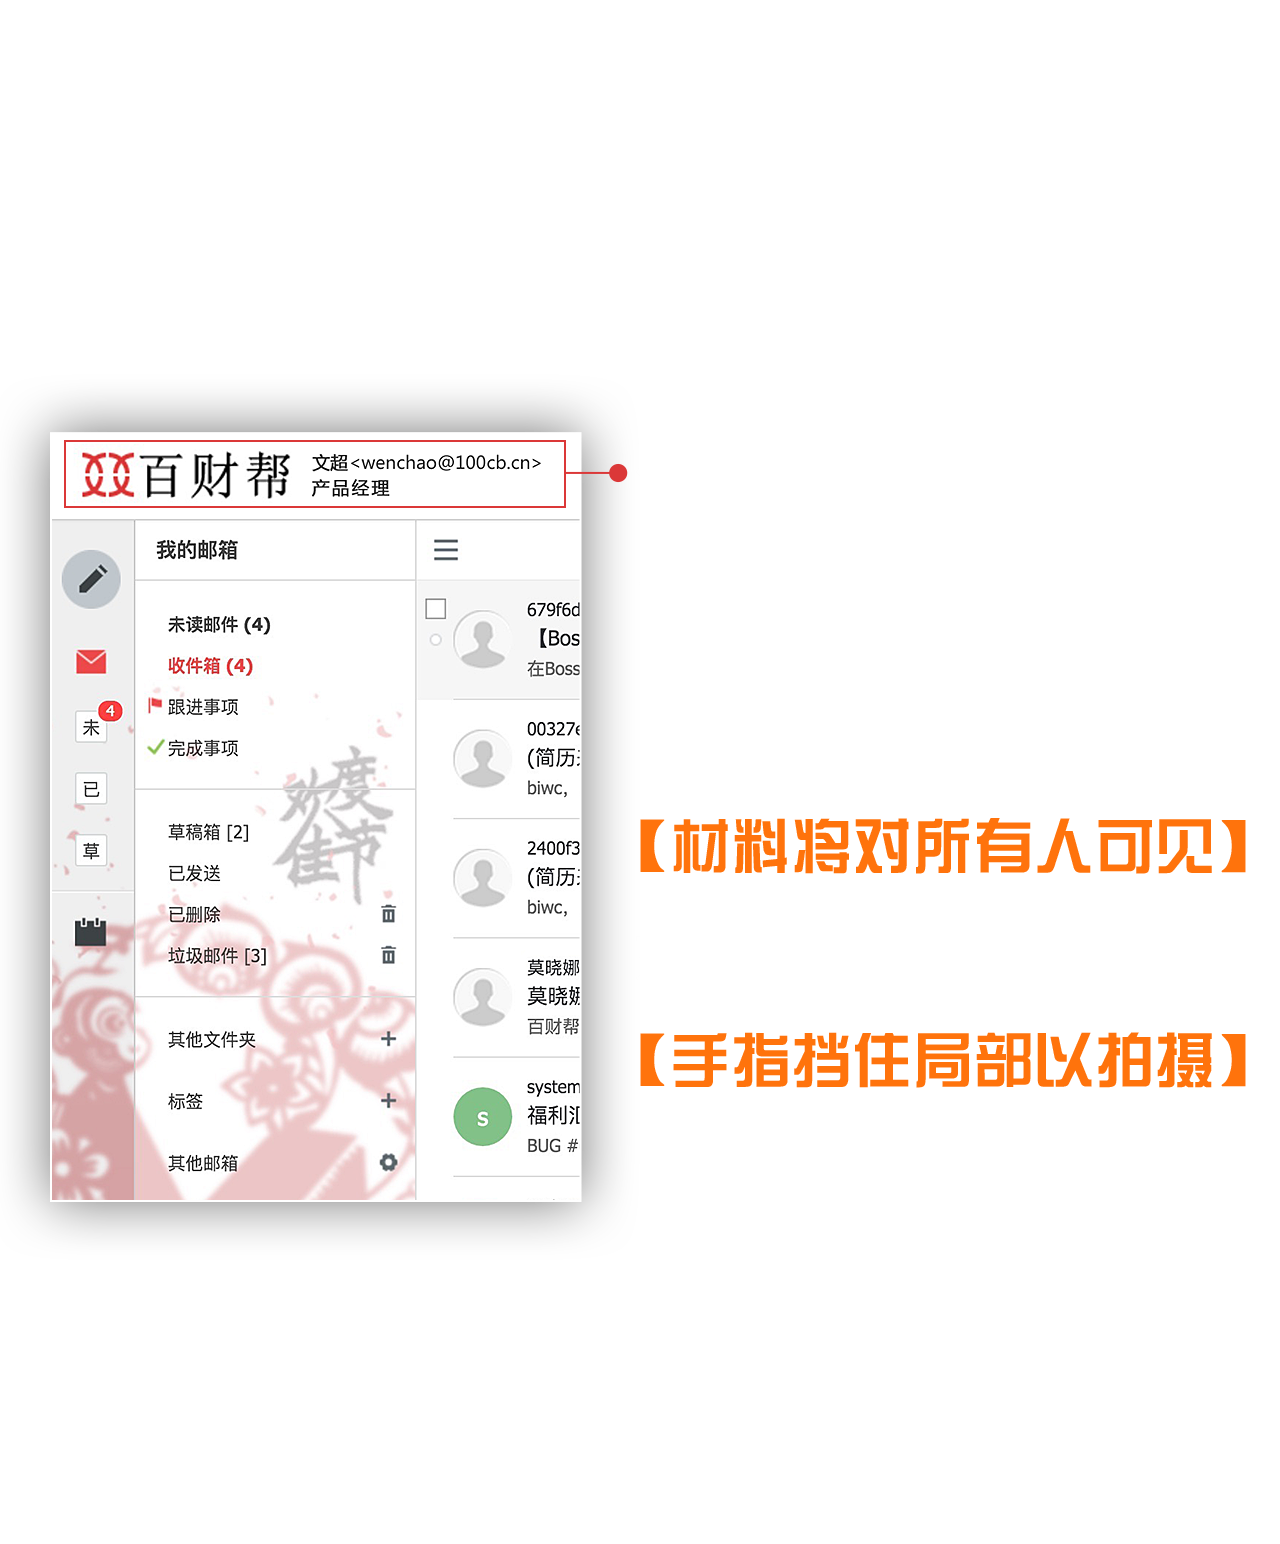 百财帮
文超<wenchao@100cb.cn>
产品经理
我的邮箱
未读邮件 (4)
收件箱 (4)
跟进事项
完成事项
4
未
已
草
欢度佳节
草稿箱 [2]
已发送
已删除
垃圾邮件 [3]
其他文件夹
标签
其他邮箱
679f6d
【Bos
在Boss
00327e
(简历
biwc,
2400f3
(简历
biwc,
莫晓娜
莫晓娜
百财帮
S
system
福利汇
BUG #
【材料将对所有人可见】
【手指挡住局部以拍摄】